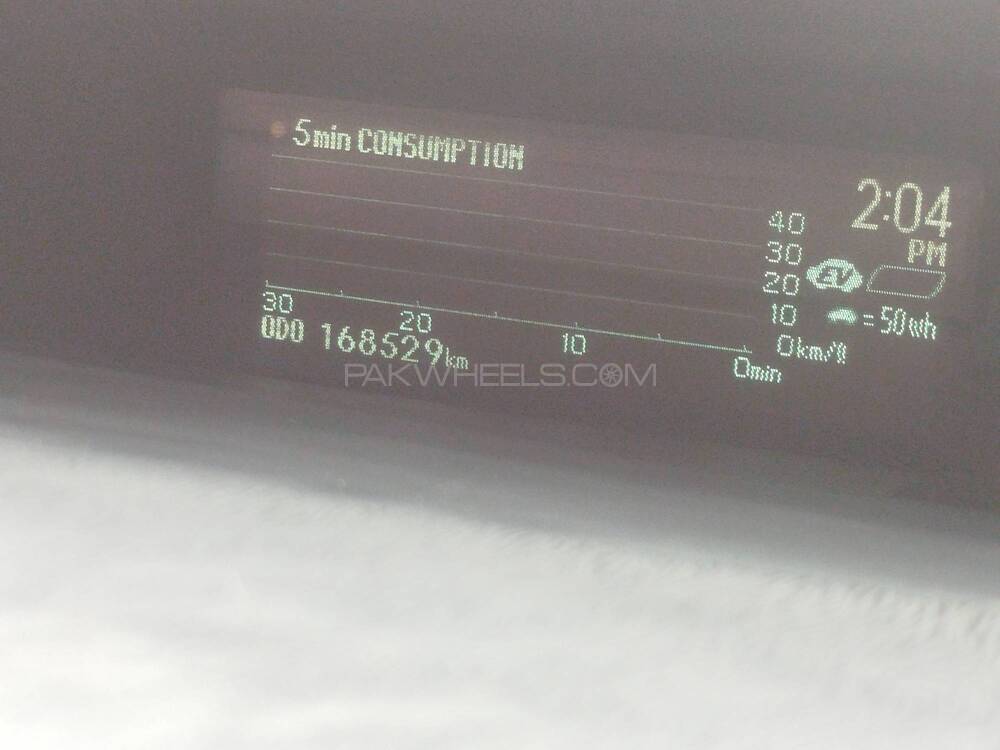 5min CONSUMPTION
2:04
PM
40
30
20
10
0km/ℓ
EV
= 50wh
30
20
10
0min
ODO 168529km
PAKWHEELS.COM